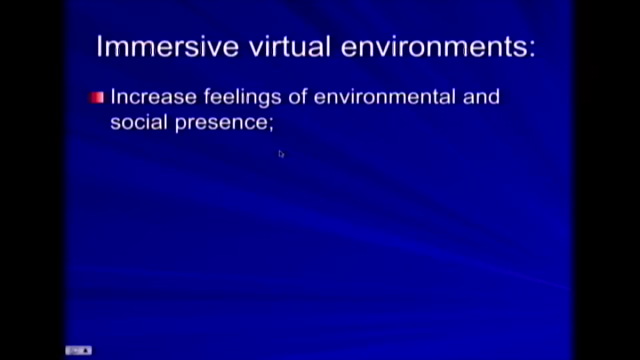 Immersive virtual environments:
Increase feelings of environmental and
social presence;